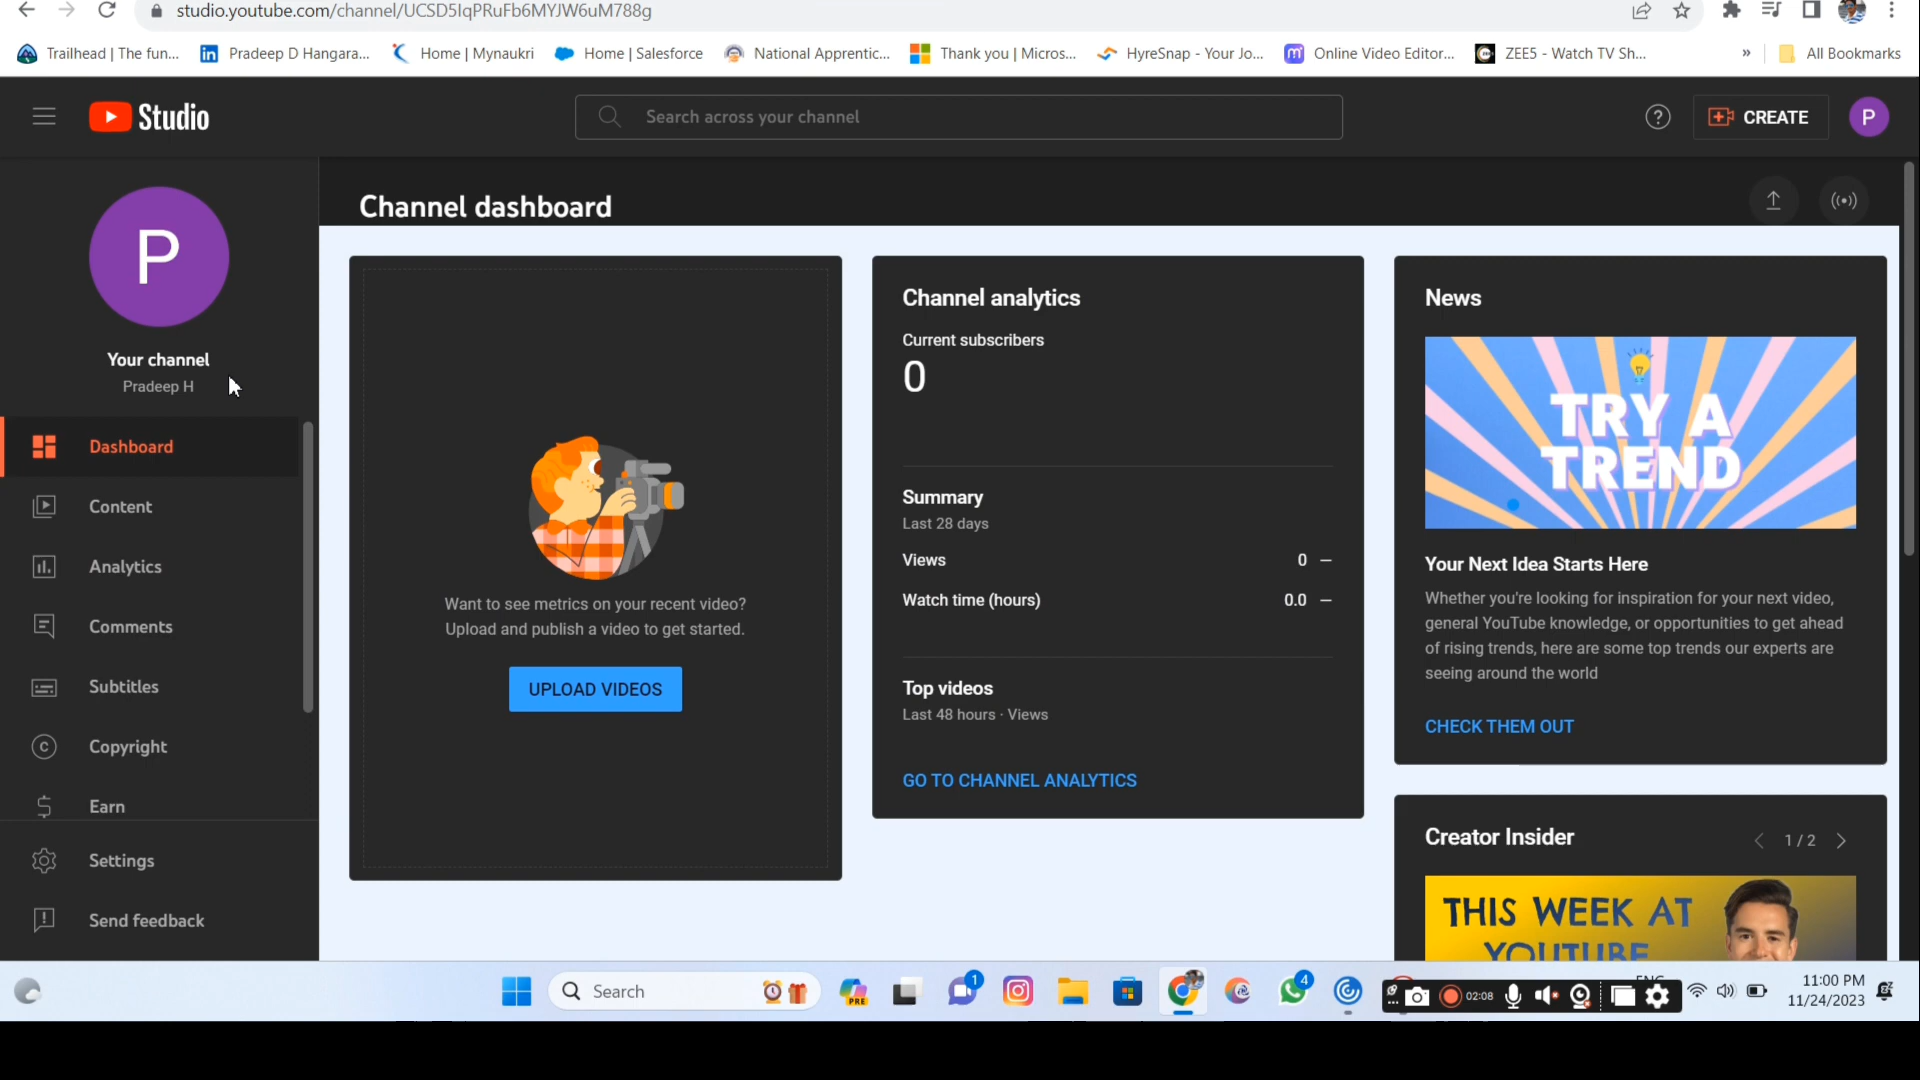 studio.youtube.com/channel/UCSD5IqPRuFb6MYJW6uM788g
Trailhead | The fun...
Pradeep D Hangara...
Home | Mynaukri
Home | Salesforce
National Apprentic...
Thank you | Micros...
HyreSnap - Your Jo...
Online Video Editor...
ZEE5 - Watch TV Sh...
»
All Bookmarks
Studio
Search across your channel
CREATE
P
P
Your channel
Pradeep H
Dashboard
Content
Analytics
Comments
Subtitles
Copyright
Earn
Settings
Send feedback
Channel dashboard
Want to see metrics on your recent video?
Upload and publish a video to get started.
UPLOAD VIDEOS
Channel analytics
Current subscribers
0
Summary
Last 28 days
Views 0 —
Watch time (hours) 0.0 —
Top videos
Last 48 hours · Views
GO TO CHANNEL ANALYTICS
News
TRY A
TREND
Your Next Idea Starts Here
Whether you're looking for inspiration for your next video,
general YouTube knowledge, or opportunities to get ahead
of rising trends, here are some top trends our experts are
seeing around the world
CHECK THEM OUT
Creator Insider
1 / 2
THIS WEEK AT
YOUTUBE
Search
PRE
1
4
02:08
ENG
11:00 PM
11/24/2023